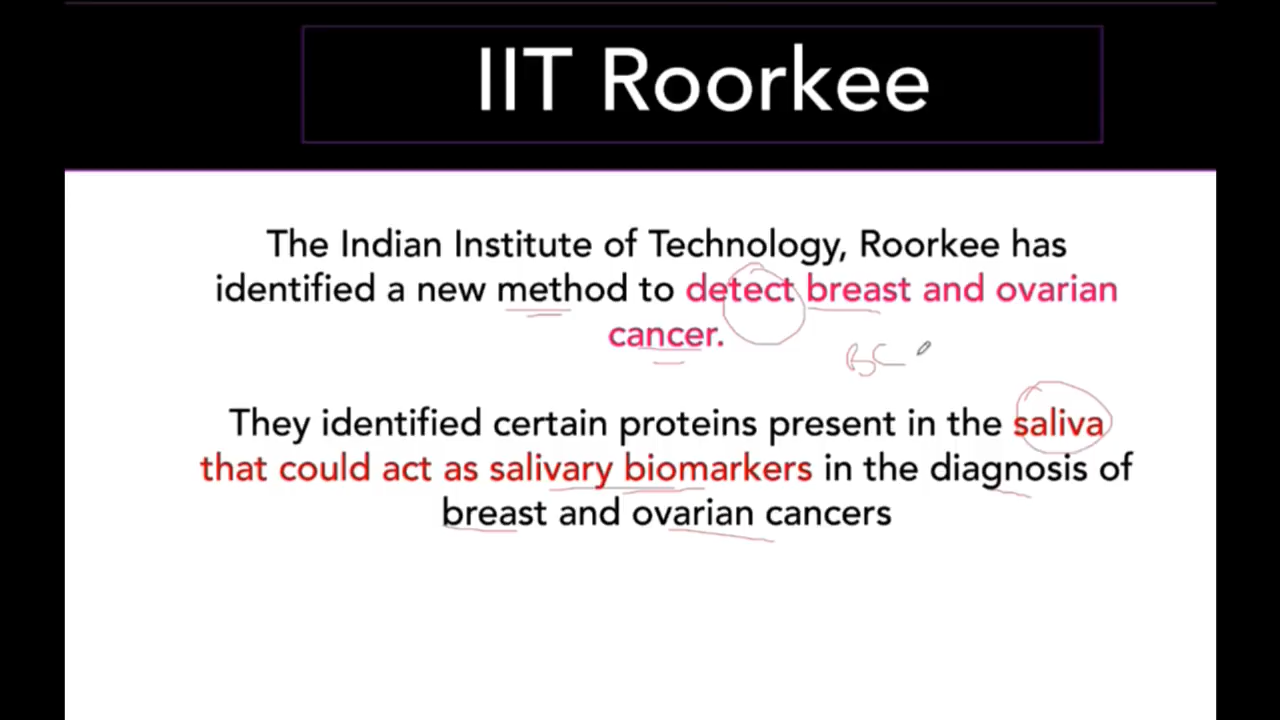 IIT Roorkee
The Indian Institute of Technology, Roorkee has
identified a new method to detect breast and ovarian
cancer.
BC
They identified certain proteins present in the saliva
that could act as salivary biomarkers in the diagnosis of
breast and ovarian cancers